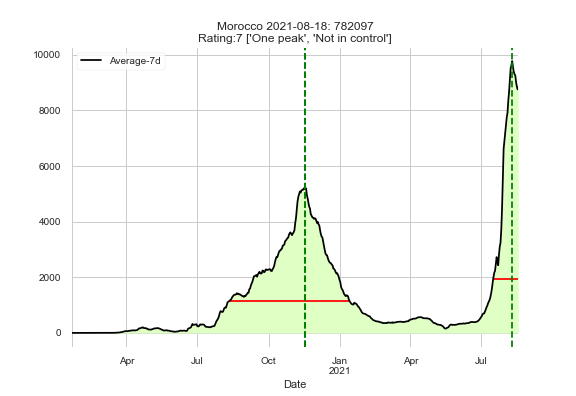 Morocco 2021-08-18: 782097
Rating:7 ['One peak', 'Not in control']
Average-7d
10000
8000
6000
4000
2000
0
Apr Jul Oct Jan Apr Jul
2021
Date